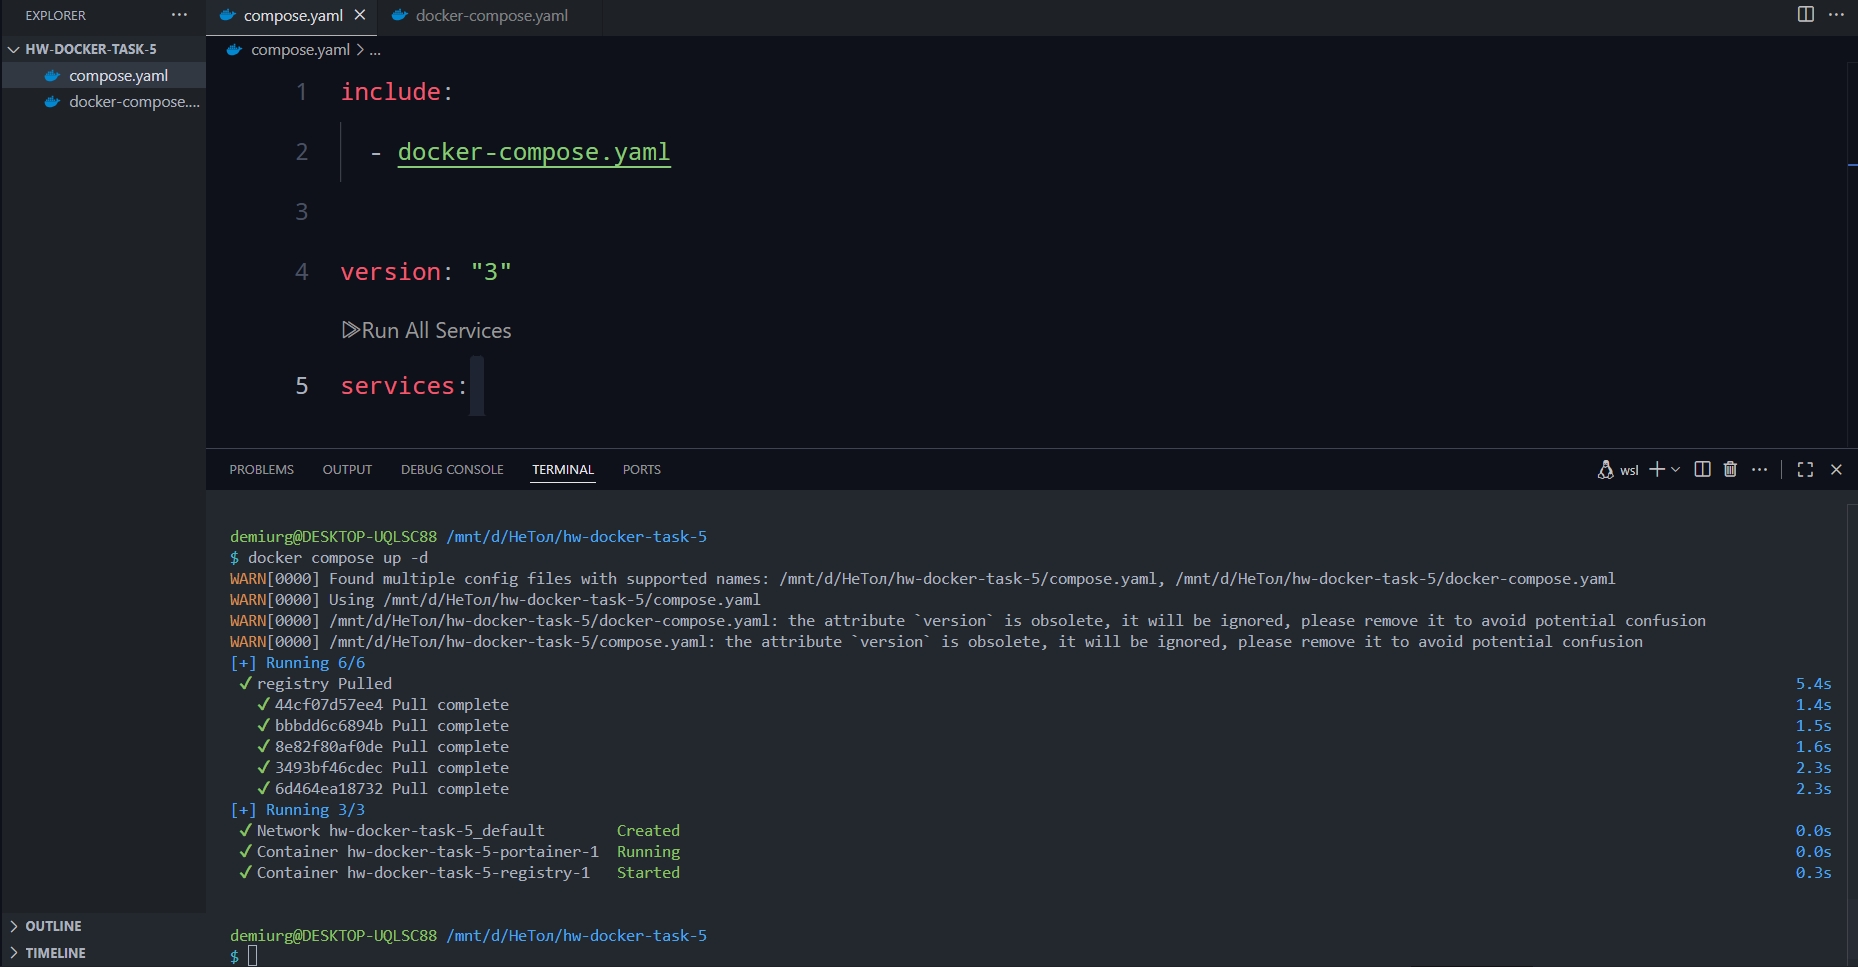 EXPLORER
HW-DOCKER-TASK-5
compose.yaml
docker-compose....
OUTLINE
TIMELINE
compose.yaml
docker-compose.yaml
compose.yaml > ...
1 include:
2 - docker-compose.yaml
3
4 version: "3"
Run All Services
5 services:
PROBLEMS OUTPUT DEBUG CONSOLE TERMINAL PORTS
wsl
demiurg@DESKTOP-UQLSC88 /mnt/d/НеТол/hw-docker-task-5
$ docker compose up -d
WARN[0000] Found multiple config files with supported names: /mnt/d/НеТол/hw-docker-task-5/compose.yaml, /mnt/d/НеТол/hw-docker-task-5/docker-compose.yaml
WARN[0000] Using /mnt/d/НеТол/hw-docker-task-5/compose.yaml
WARN[0000] /mnt/d/НеТол/hw-docker-task-5/docker-compose.yaml: the attribute `version` is obsolete, it will be ignored, please remove it to avoid potential confusion
WARN[0000] /mnt/d/НеТол/hw-docker-task-5/compose.yaml: the attribute `version` is obsolete, it will be ignored, please remove it to avoid potential confusion
[+] Running 6/6
✔ registry Pulled 5.4s
✔ 44cf07d57ee4 Pull complete 1.4s
✔ bbbdd6c6894b Pull complete 1.5s
✔ 8e82f80af0de Pull complete 1.6s
✔ 3493bf46cdec Pull complete 2.3s
✔ 6d464ea18732 Pull complete 2.3s
[+] Running 3/3
✔ Network hw-docker-task-5_default Created 0.0s
✔ Container hw-docker-task-5-portainer-1 Running 0.0s
✔ Container hw-docker-task-5-registry-1 Started 0.3s
demiurg@DESKTOP-UQLSC88 /mnt/d/НеТол/hw-docker-task-5
$